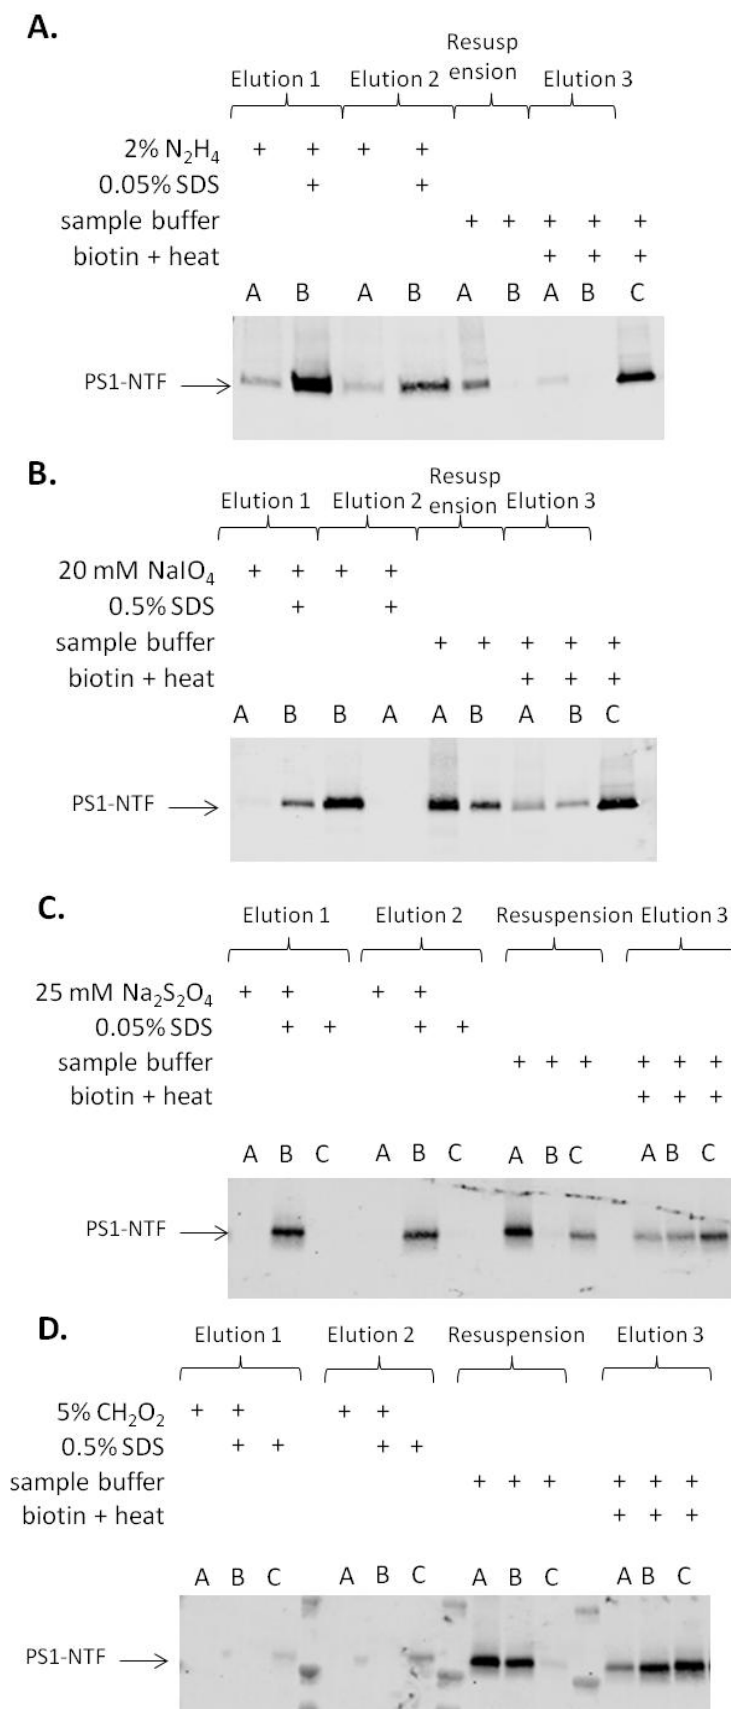 A.
Resusp
ension
Elution 1 Elution 2 Elution 3
2% N₂H₄ + + + +
0.05% SDS + +
sample buffer + + + + +
biotin + heat + + +
A B A B A B A B C
PS1-NTF
B.
Resusp
ension
Elution 1 Elution 2 Elution 3
20 mM NaIO₄ + + + +
0.5% SDS + +
sample buffer + + + + +
biotin + heat + + +
A B B A A B A B C
PS1-NTF
C.
Elution 1 Elution 2 Resuspension Elution 3
25 mM Na₂S₂O₄ + + + +
0.05% SDS + + + +
sample buffer + + + + + +
biotin + heat + + +
A B C A B C A B C A B C
PS1-NTF
D.
Elution 1 Elution 2 Resuspension Elution 3
5% CH₂O₂ + + + +
0.5% SDS + + + +
sample buffer + + + + + +
biotin + heat + + +
A B C A B C A B C A B C
PS1-NTF